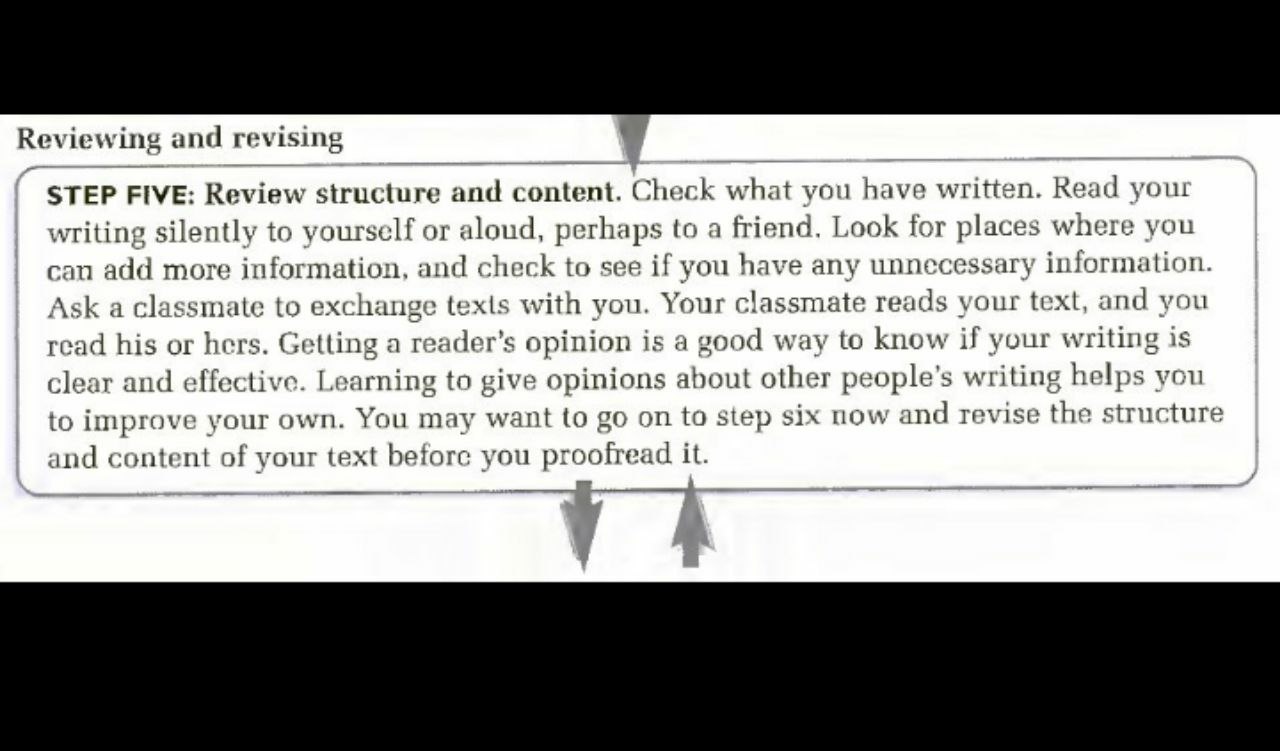 Reviewing and revising
STEP FIVE: Review structure and content. Check what you have written. Read your
writing silently to yourself or aloud, perhaps to a friend. Look for places where you
can add more information, and check to see if you have any unnecessary information.
Ask a classmate to exchange texts with you. Your classmate reads your text, and you
read his or hers. Getting a reader's opinion is a good way to know if your writing is
clear and effective. Learning to give opinions about other people's writing helps you
to improve your own. You may want to go on to step six now and revise the structure
and content of your text before you proofread it.